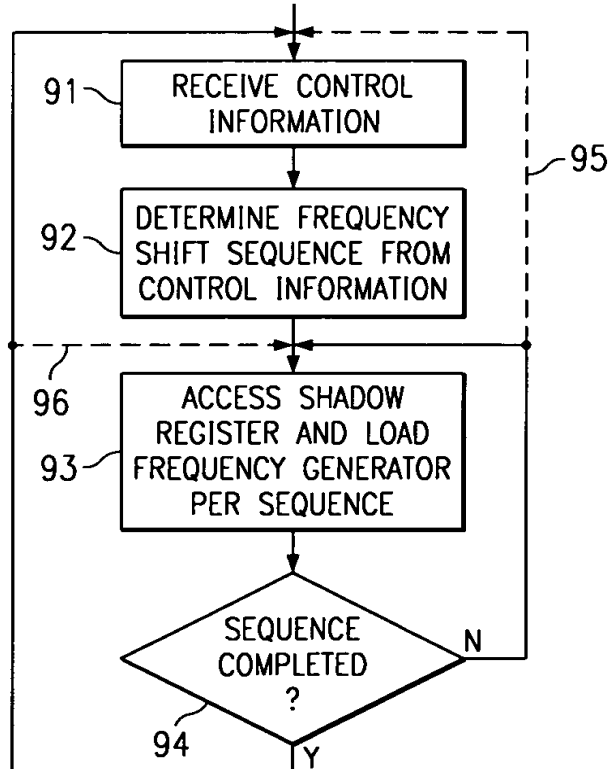 91
RECEIVE CONTROL
INFORMATION
95
92
DETERMINE FREQUENCY
SHIFT SEQUENCE FROM
CONTROL INFORMATION
96
93
ACCESS SHADOW
REGISTER AND LOAD
FREQUENCY GENERATOR
PER SEQUENCE
SEQUENCE
COMPLETED
?
N
94
Y